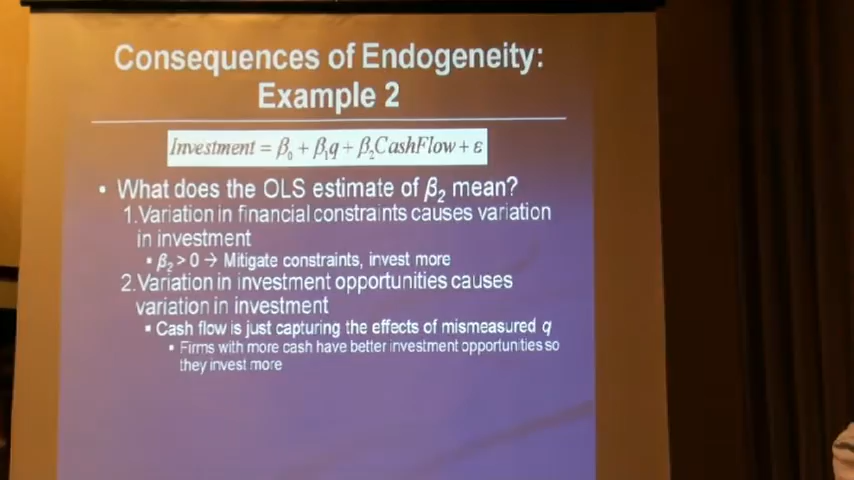 Consequences of Endogeneity:
Example 2
Investment = β₀ + β₁q + β₂CashFlow + ε
▪ What does the OLS estimate of β₂ mean?
1.Variation in financial constraints causes variation
in investment
▪ β₂ > 0 → Mitigate constraints, invest more
2.Variation in investment opportunities causes
variation in investment
▪ Cash flow is just capturing the effects of mismeasured q
▪ Firms with more cash have better investment opportunities so
they invest more